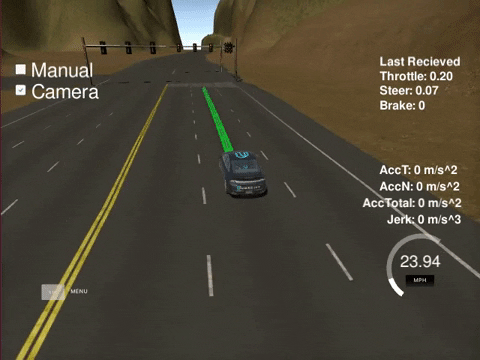 Manual
Camera
Last Recieved
Throttle: 0.20
Steer: 0.07
Brake: 0
AccT: 0 m/s^2
AccN: 0 m/s^2
AccTotal: 0 m/s^2
Jerk: 0 m/s^3
23.94
MPH
MENU